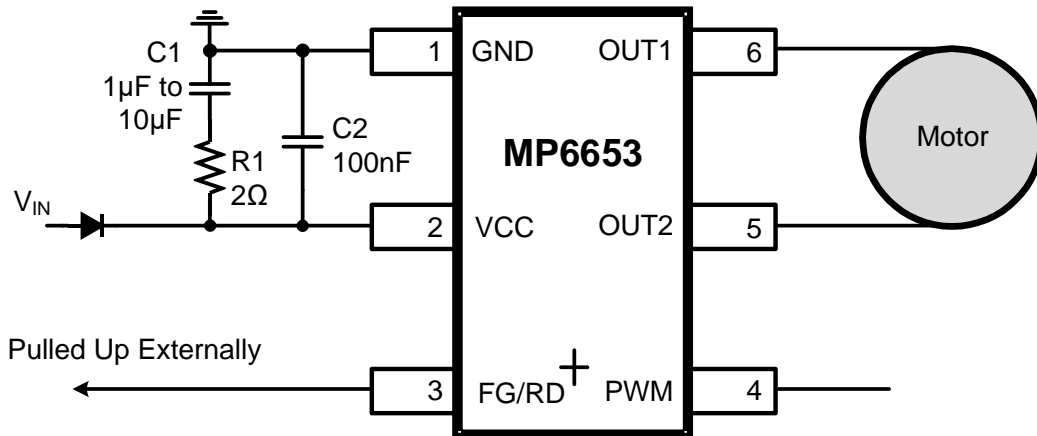 C1
1µF to
10µF
R1
2Ω
C2
100nF
VIN
Pulled Up Externally
1 GND
2 VCC
3 FG/RD
MP6653
OUT1 6
OUT2 5
PWM 4
Motor